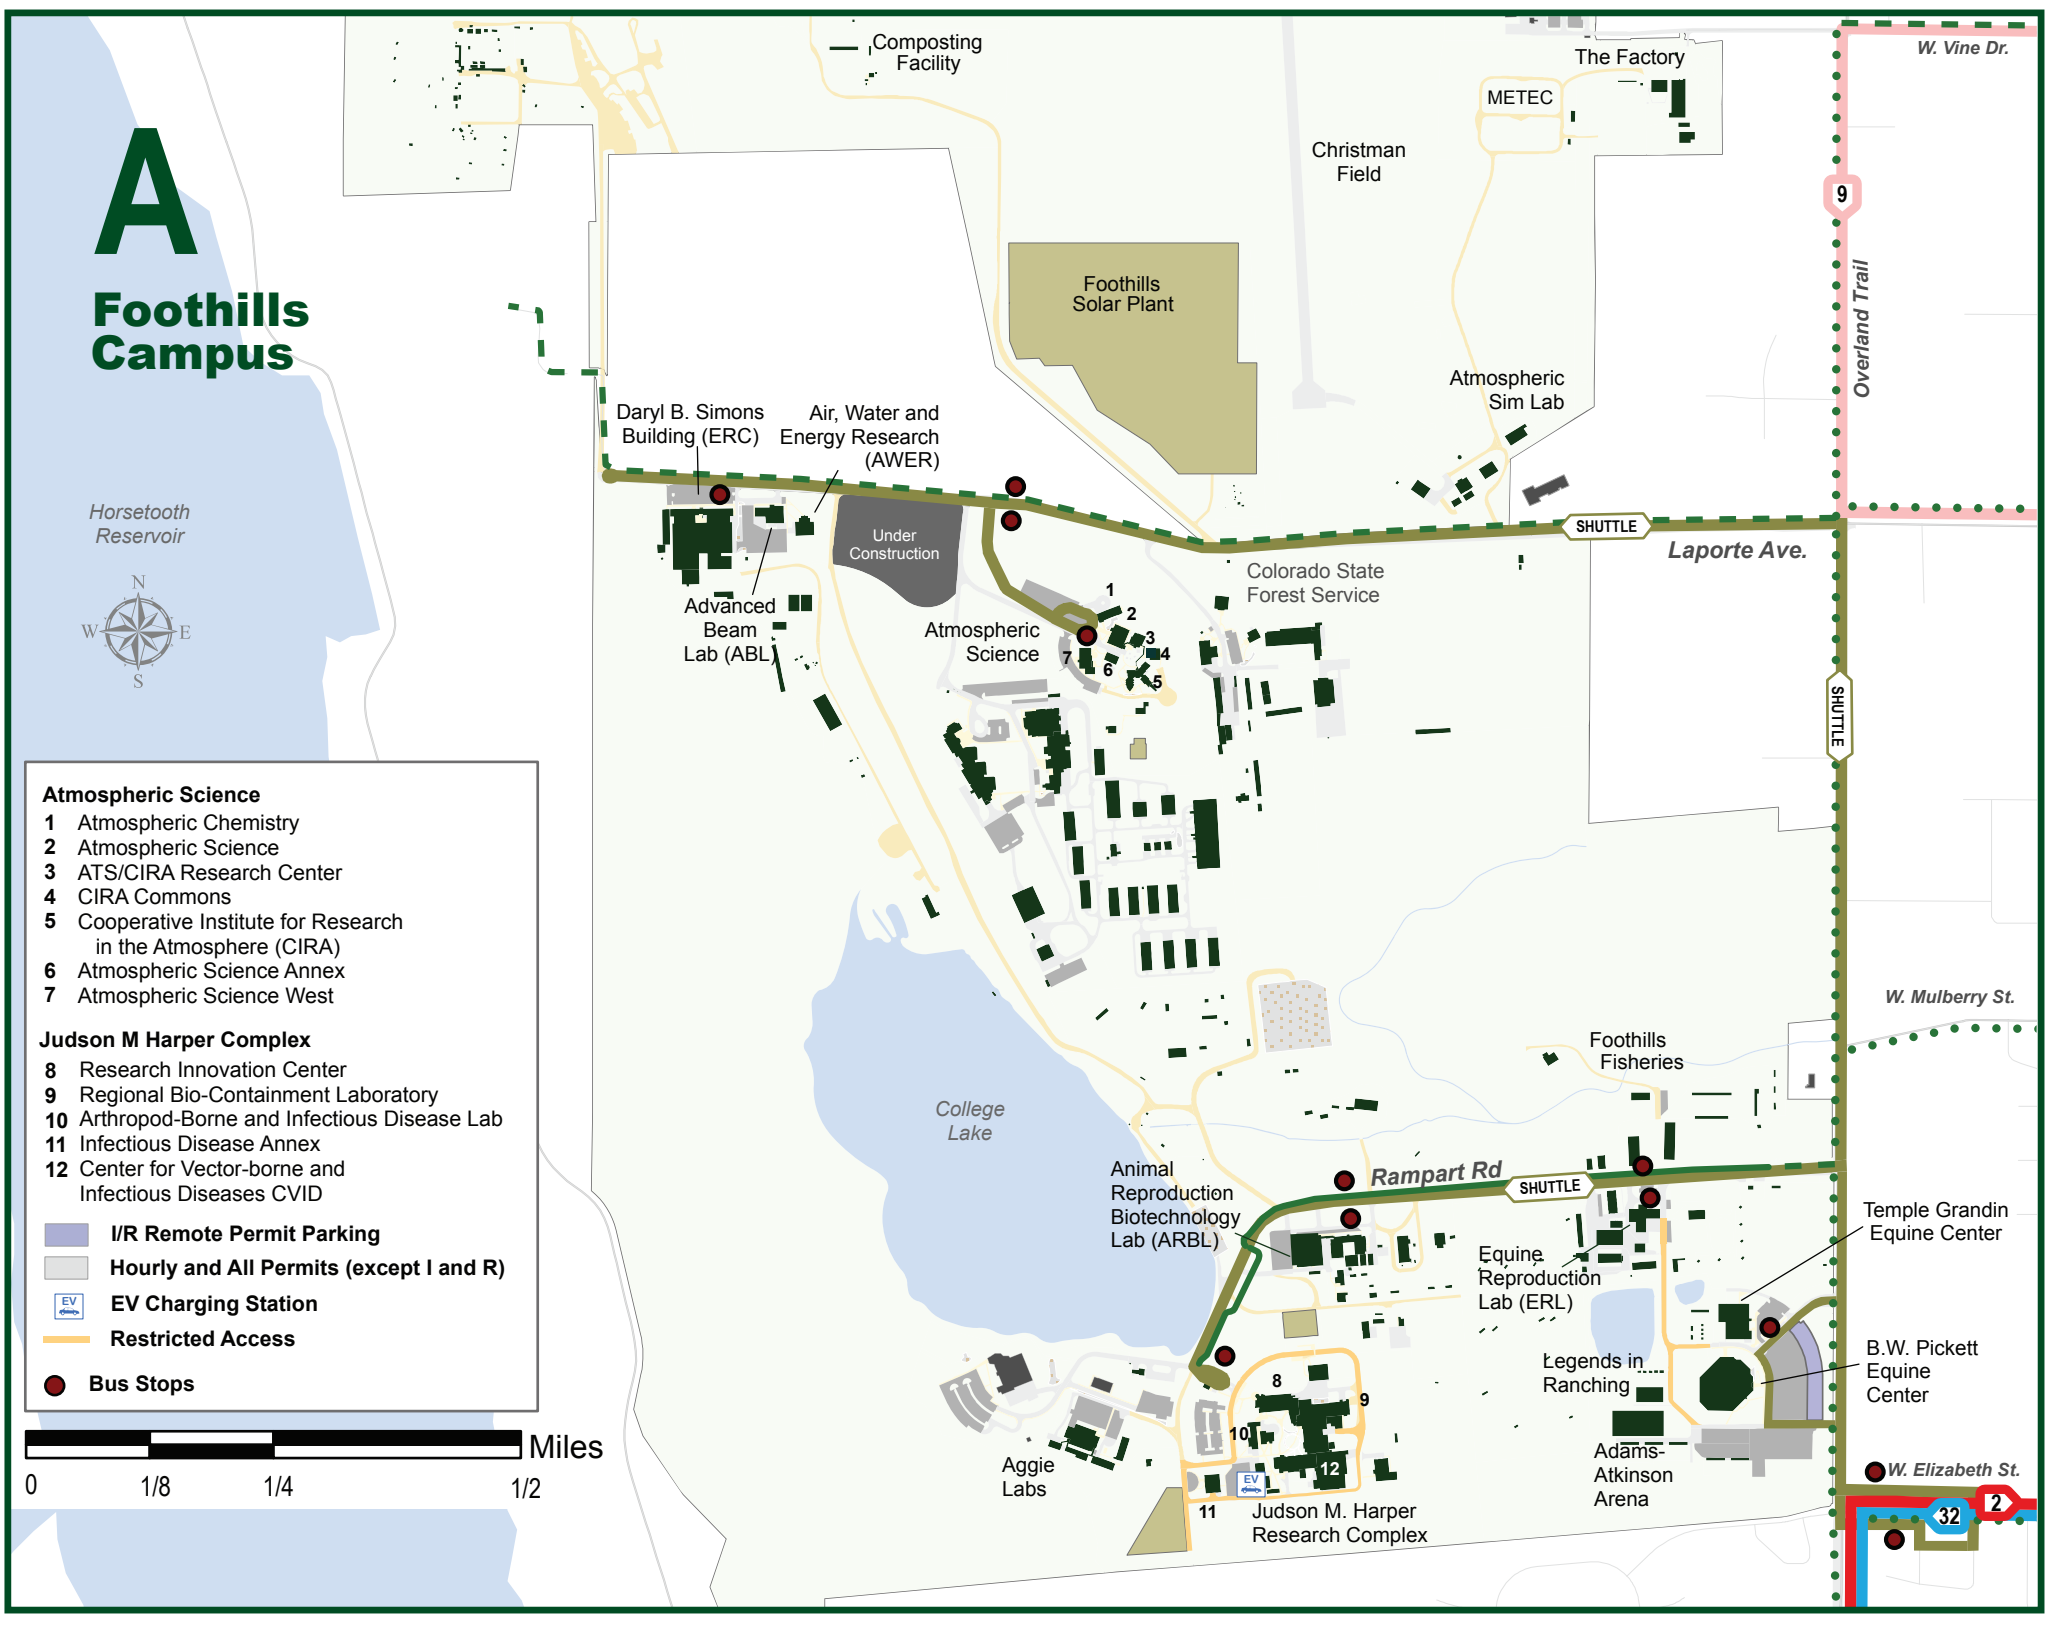 A
Foothills
Campus
Composting
Facility
The Factory
METEC
Christman
Field
W. Vine Dr.
9
Overland Trail
Foothills
Solar Plant
Atmospheric
Sim Lab
Daryl B. Simons
Building (ERC)
Air, Water and
Energy Research
(AWER)
Horsetooth
Reservoir
N
W
E
S
Under
Construction
SHUTTLE
Laporte Ave.
Colorado State
Forest Service
Advanced
Beam
Lab (ABL)
Atmospheric
Science
1
2
3
4
5
6
7
SHUTTLE
Atmospheric Science
1 Atmospheric Chemistry
2 Atmospheric Science
3 ATS/CIRA Research Center
4 CIRA Commons
5 Cooperative Institute for Research
in the Atmosphere (CIRA)
6 Atmospheric Science Annex
7 Atmospheric Science West
Judson M Harper Complex
8 Research Innovation Center
9 Regional Bio-Containment Laboratory
10 Arthropod-Borne and Infectious Disease Lab
11 Infectious Disease Annex
12 Center for Vector-borne and
Infectious Diseases CVID
I/R Remote Permit Parking
Hourly and All Permits (except I and R)
EV
EV Charging Station
Restricted Access
Bus Stops
Miles
0
1/8
1/4
1/2
W. Mulberry St.
Foothills
Fisheries
College
Lake
Animal
Reproduction
Biotechnology
Lab (ARBL)
Rampart Rd
SHUTTLE
Temple Grandin
Equine Center
Equine
Reproduction
Lab (ERL)
Legends in
Ranching
B.W. Pickett
Equine
Center
8
9
10
12
EV
11
Aggie
Labs
Judson M. Harper
Research Complex
Adams-
Atkinson
Arena
W. Elizabeth St.
2
32